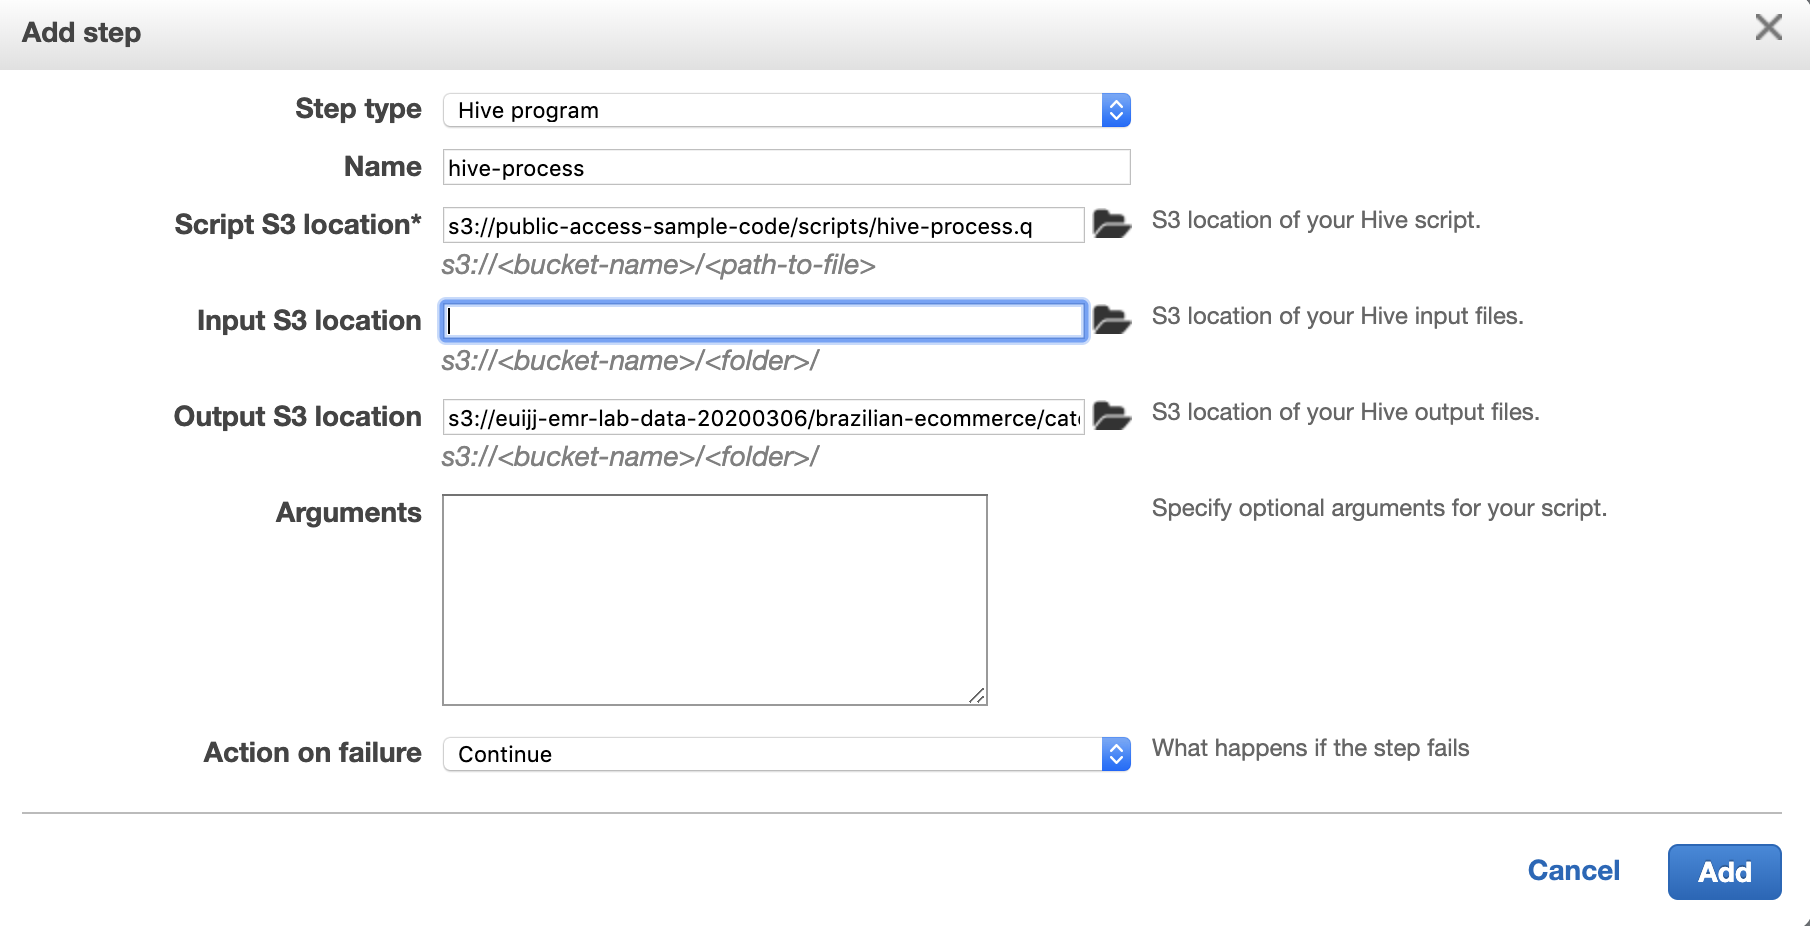 Add step
Step type Hive program
Name hive-process
Script S3 location* s3://public-access-sample-code/scripts/hive-process.q S3 location of your Hive script.
s3://<bucket-name>/<path-to-file>
Input S3 location S3 location of your Hive input files.
s3://<bucket-name>/<folder>/
Output S3 location s3://euijj-emr-lab-data-20200306/brazilian-ecommerce/cat S3 location of your Hive output files.
s3://<bucket-name>/<folder>/
Arguments Specify optional arguments for your script.
Action on failure Continue What happens if the step fails
Cancel Add